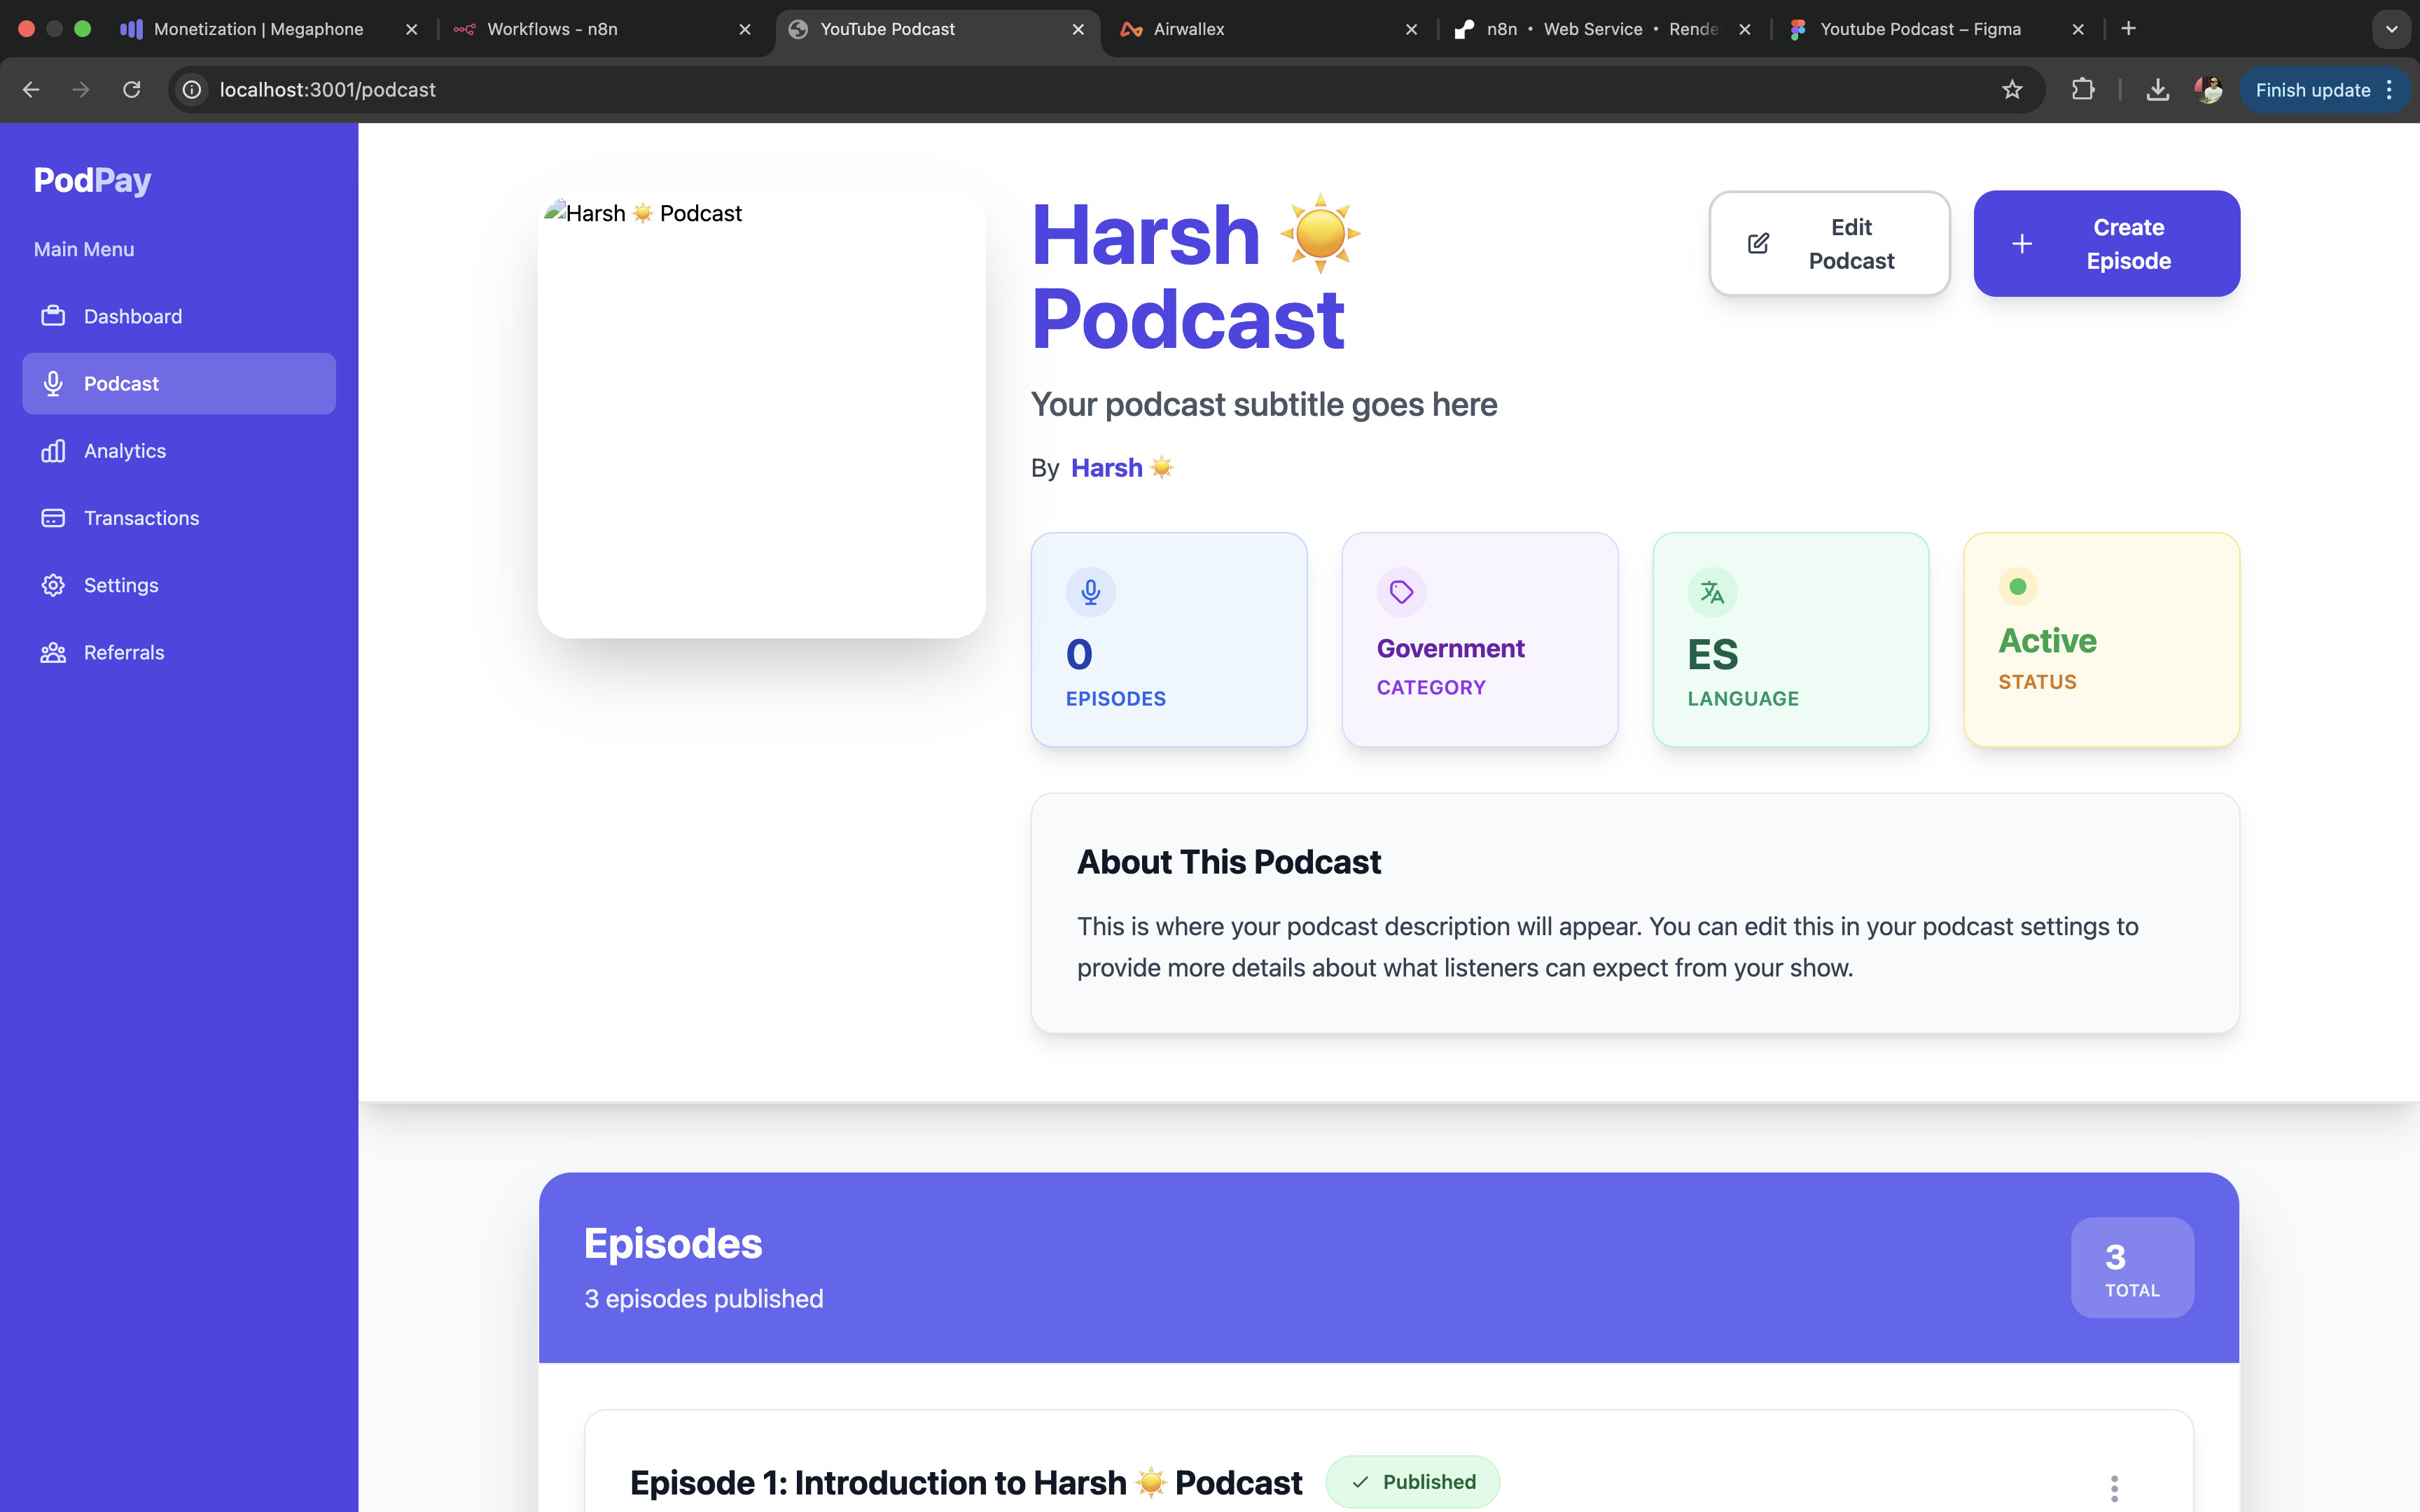 Monetization | Megaphone
Workflows - n8n
YouTube Podcast
Airwallex
n8n • Web Service • Rende
Youtube Podcast – Figma
localhost:3001/podcast
Finish update
PodPay
Main Menu
Dashboard
Podcast
Analytics
Transactions
Settings
Referrals
Harsh ☀️ Podcast
Harsh ☀️
Podcast
Edit
Podcast
Create
Episode
Your podcast subtitle goes here
By Harsh ☀️
0
EPISODES
Government
CATEGORY
ES
LANGUAGE
Active
STATUS
About This Podcast
This is where your podcast description will appear. You can edit this in your podcast settings to
provide more details about what listeners can expect from your show.
Episodes
3 episodes published
3
TOTAL
Episode 1: Introduction to Harsh ☀️ Podcast
Published